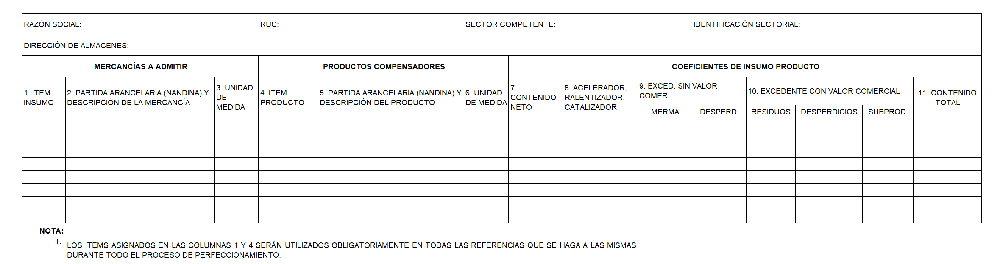 RAZÓN SOCIAL:
RUC:
SECTOR COMPETENTE:
IDENTIFICACIÓN SECTORIAL:
DIRECCIÓN DE ALMACENES:
MERCANCÍAS A ADMITIR
PRODUCTOS COMPENSADORES
COEFICIENTES DE INSUMO PRODUCTO
1. ITEM
INSUMO
2. PARTIDA ARANCELARIA (NANDINA) Y
DESCRIPCIÓN DE LA MERCANCÍA
3. UNIDAD
DE
MEDIDA
4. ITEM
PRODUCTO
5. PARTIDA ARANCELARIA (NANDINA) Y
DESCRIPCIÓN DEL PRODUCTO
6. UNIDAD
DE MEDIDA
7.
CONTENIDO
NETO
8. ACELERADOR,
RALENTIZADOR,
CATALIZADOR
9. EXCED. SIN VALOR
COMER.
MERMA
DESPERD.
10. EXCEDENTE CON VALOR COMERCIAL
RESIDUOS
DESPERDICIOS
SUBPROD.
11. CONTENIDO
TOTAL
NOTA:
1.- LOS ITEMS ASIGNADOS EN LAS COLUMNAS 1 Y 4 SERÁN UTILIZADOS OBLIGATORIAMENTE EN TODAS LAS REFERENCIAS QUE SE HAGA A LAS MISMAS
DURANTE TODO EL PROCESO DE PERFECCIONAMIENTO.